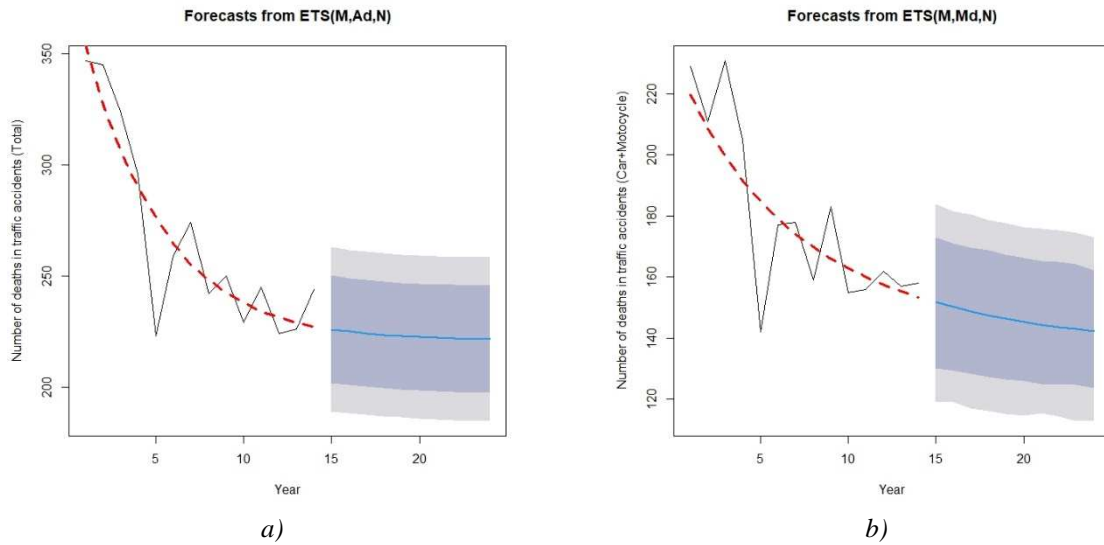 Forecasts from ETS(M,Ad,N)
Number of deaths in traffic accidents (Total)
350
300
250
200
5
10
15
20
Year
a)
Forecasts from ETS(M,Md,N)
Number of deaths in traffic accidents (Car+Motocycle)
220
200
180
160
140
120
5
10
15
20
Year
b)